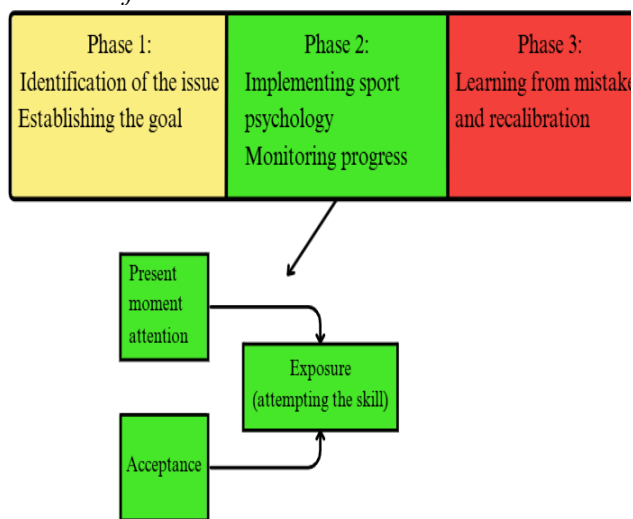 Phase 1:
Identification of the issue
Establishing the goal
Phase 2:
Implementing sport
psychology
Monitoring progress
Phase 3:
Learning from mistake
and recalibration
Present
moment
attention
Exposure
(attempting the skill)
Acceptance